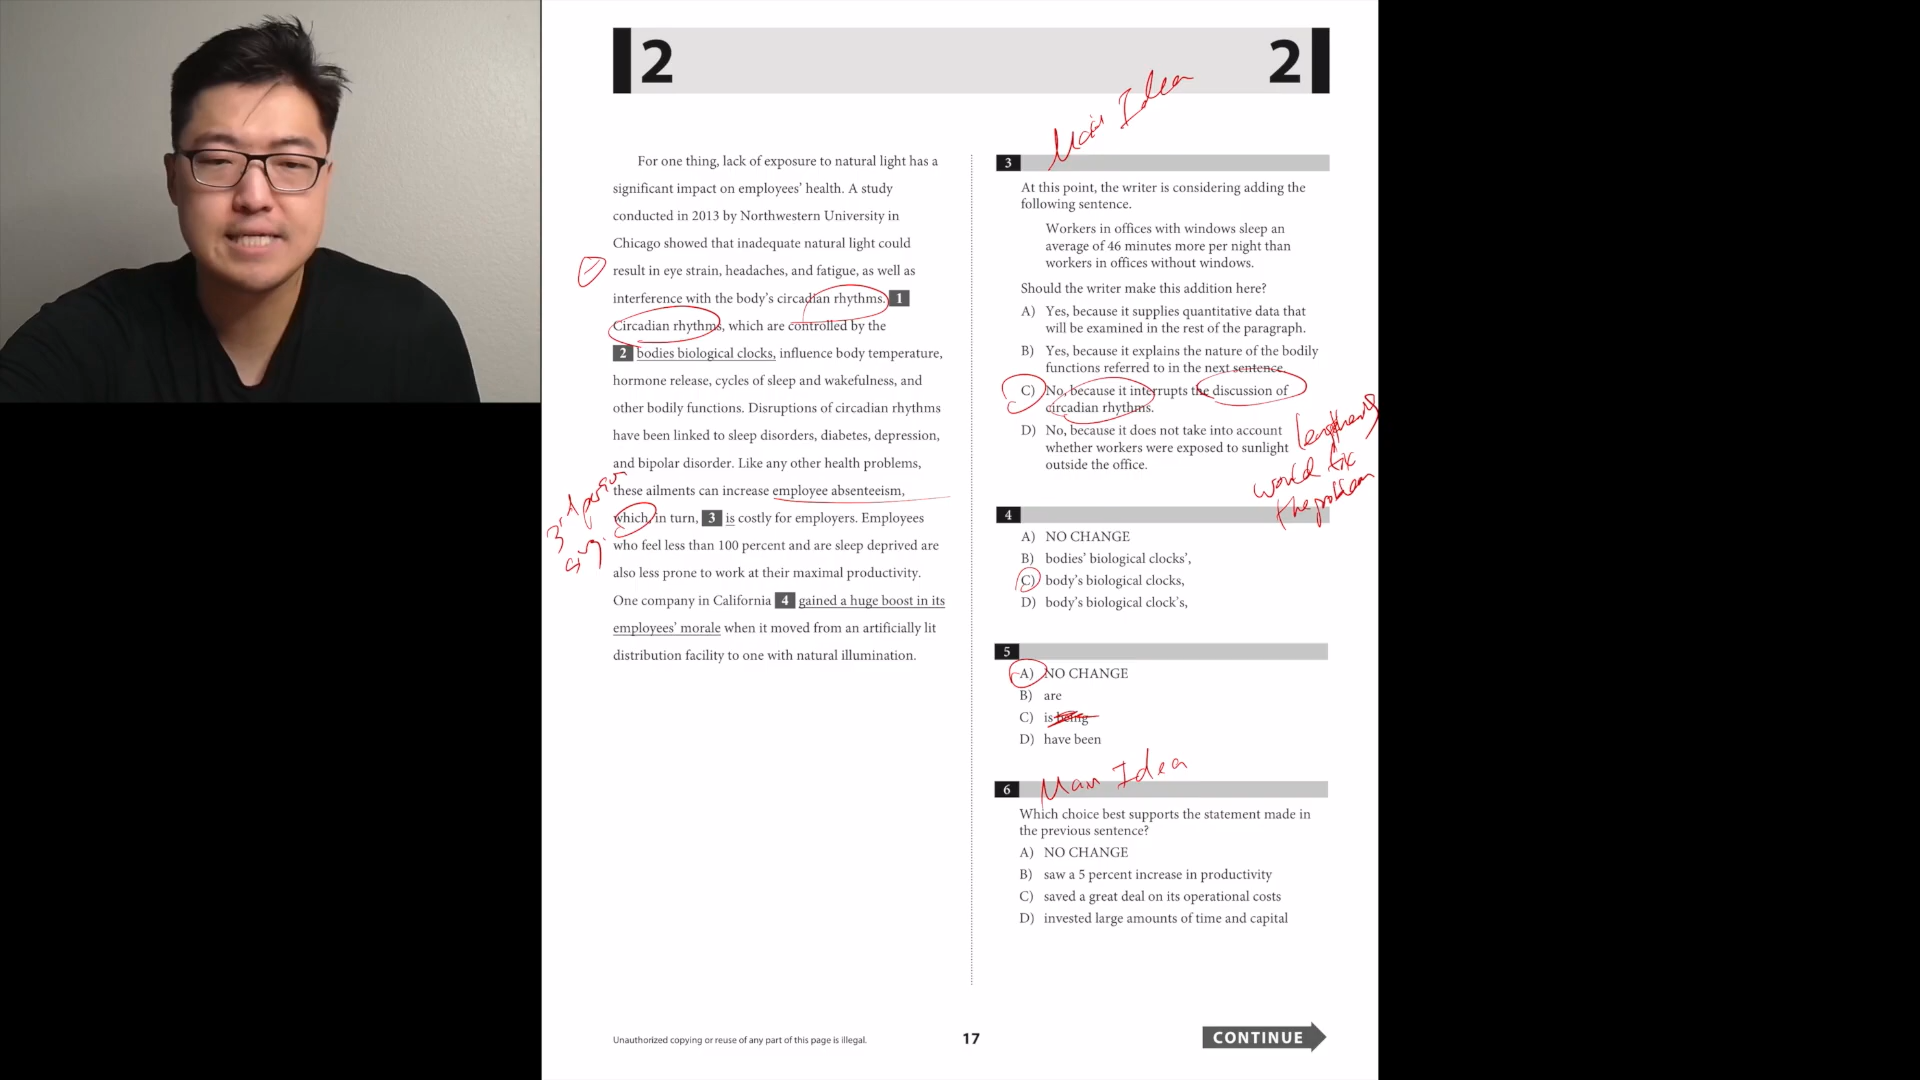 2
2
Main Idea
For one thing, lack of exposure to natural light has a
significant impact on employees’ health. A study
conducted in 2013 by Northwestern University in
Chicago showed that inadequate natural light could
result in eye strain, headaches, and fatigue, as well as
interference with the body’s circadian rhythms. 1
Circadian rhythms, which are controlled by the
2 bodies biological clocks, influence body temperature,
hormone release, cycles of sleep and wakefulness, and
other bodily functions. Disruptions of circadian rhythms
have been linked to sleep disorders, diabetes, depression,
and bipolar disorder. Like any other health problems,
these ailments can increase employee absenteeism,
which, in turn, 3 is costly for employers. Employees
who feel less than 100 percent and are sleep deprived are
also less prone to work at their maximal productivity.
One company in California 4 gained a huge boost in its
employees’ morale when it moved from an artificially lit
distribution facility to one with natural illumination.
3rd person
sing.
3
At this point, the writer is considering adding the
following sentence.
Workers in offices with windows sleep an
average of 46 minutes more per night than
workers in offices without windows.
Should the writer make this addition here?
A) Yes, because it supplies quantitative data that
will be examined in the rest of the paragraph.
B) Yes, because it explains the nature of the bodily
functions referred to in the next sentence.
C) No, because it interrupts the discussion of
circadian rhythms.
D) No, because it does not take into account
whether workers were exposed to sunlight
outside the office.
would fix
the problem
4
A) NO CHANGE
B) bodies’ biological clocks’,
C) body’s biological clocks,
D) body’s biological clock’s,
5
A) NO CHANGE
B) are
C) is being
D) have been
Main Idea
6
Which choice best supports the statement made in
the previous sentence?
A) NO CHANGE
B) saw a 5 percent increase in productivity
C) saved a great deal on its operational costs
D) invested large amounts of time and capital
Unauthorized copying or reuse of any part of this page is illegal.
17
CONTINUE